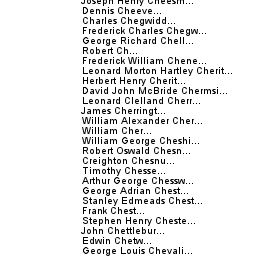 Joseph Henry Cheesm...
Dennis Cheeve...
Charles Chegwidd...
Frederick Charles Chegw...
George Richard Chell...
Robert Ch...
Frederick William Chene...
Leonard Morton Hartley Cherit...
Herbert Henry Cherit...
David John McBride Chermsi...
Leonard Clelland Cherr...
James Cherringt...
William Alexander Cher...
William Cher...
William George Cheshi...
Robert Oswald Chesn...
Creighton Chesnu...
Timothy Chesse...
Arthur George Chessw...
George Adrian Chest...
Stanley Edmeads Chest...
Frank Chest...
Stephen Henry Cheste...
John Chettlebur...
Edwin Chetw...
George Louis Chevali...